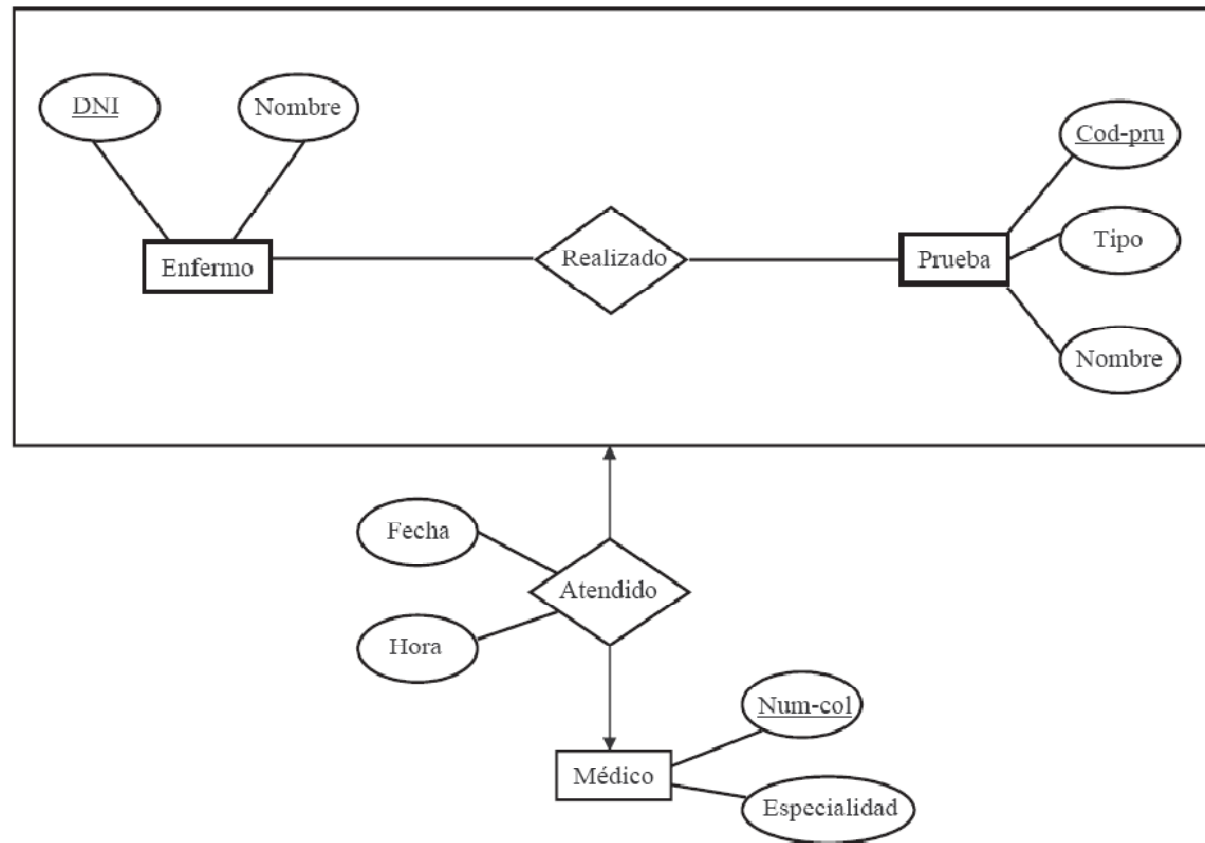 DNI
Nombre
Cod-pru
Tipo
Nombre
Enfermo
Realizado
Prueba
Fecha
Hora
Atendido
Num-col
Médico
Especialidad